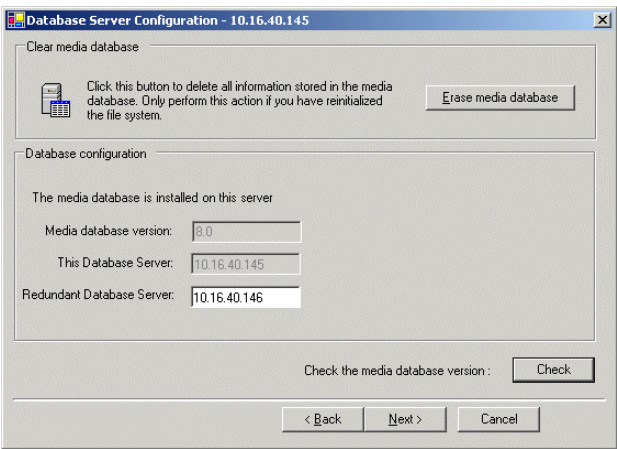 Database Server Configuration - 10.16.40.145
Clear media database
Click this button to delete all information stored in the media
database. Only perform this action if you have reinitialized
the file system.
Erase media database
Database configuration
The media database is installed on this server
Media database version:
8.0
This Database Server:
10.16.40.145
Redundant Database Server:
10.16.40.146
Check the media database version :
Check
< Back
Next >
Cancel